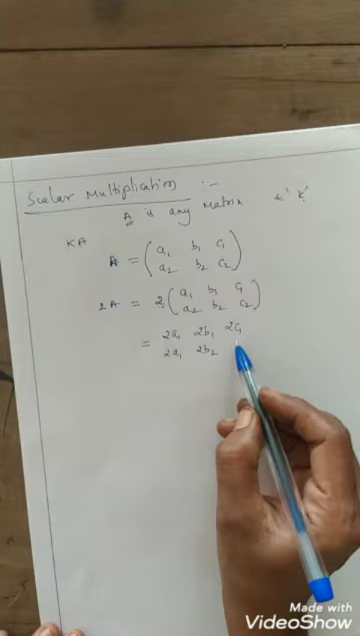 Scalar Multiplication :-
A is any Matrix & 'K'
KA
A = ( a₁ b₁ c₁
a₂ b₂ c₂ )
2A = 2 ( a₁ b₁ c₁
a₂ b₂ c₂ )
= 2a₁ 2b₁ 2c₁
2a₁ 2b₂
Made with
VideoShow